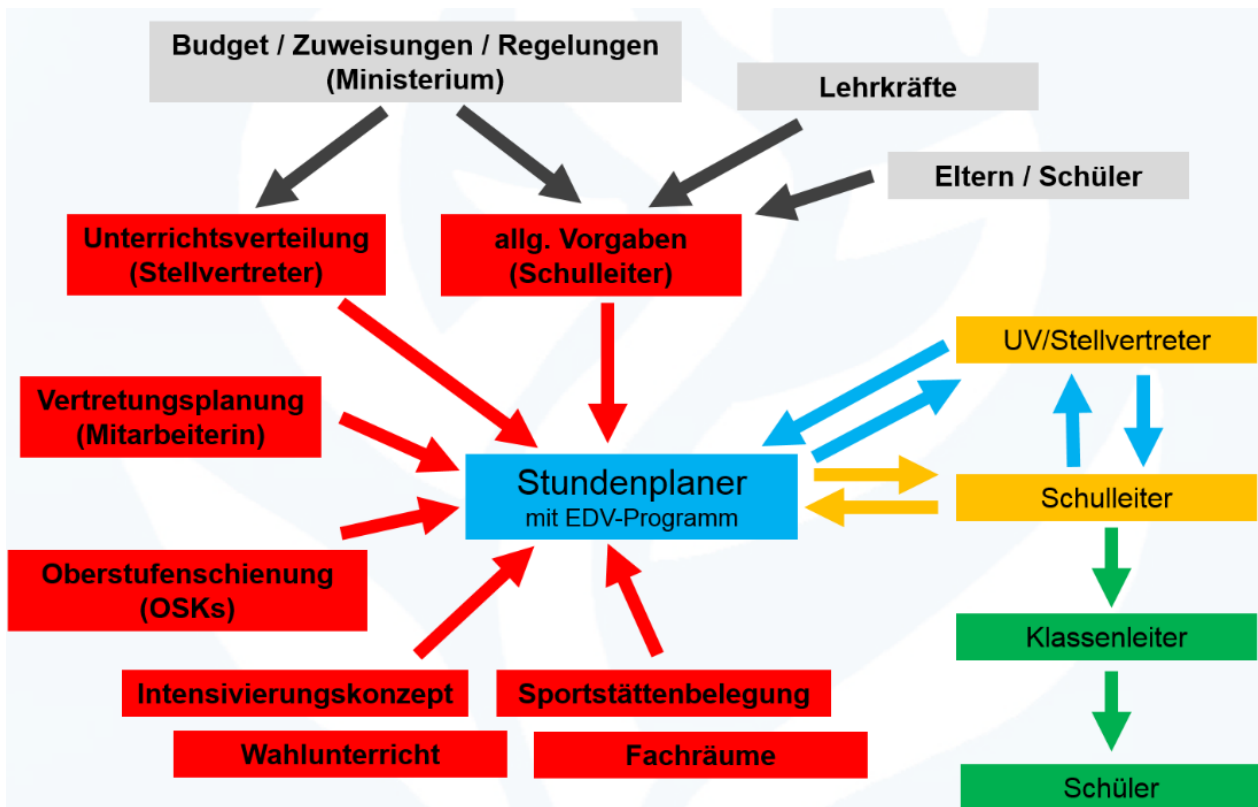 Budget / Zuweisungen / Regelungen
(Ministerium)
Lehrkräfte
Eltern / Schüler
Unterrichtsverteilung
(Stellvertreter)
allg. Vorgaben
(Schulleiter)
UV/Stellvertreter
Vertretungsplanung
(Mitarbeiterin)
Stundenplaner
mit EDV-Programm
Schulleiter
Oberstufenschienung
(OSKs)
Klassenleiter
Intensivierungskonzept
Sportstättenbelegung
Wahlunterricht
Fachräume
Schüler